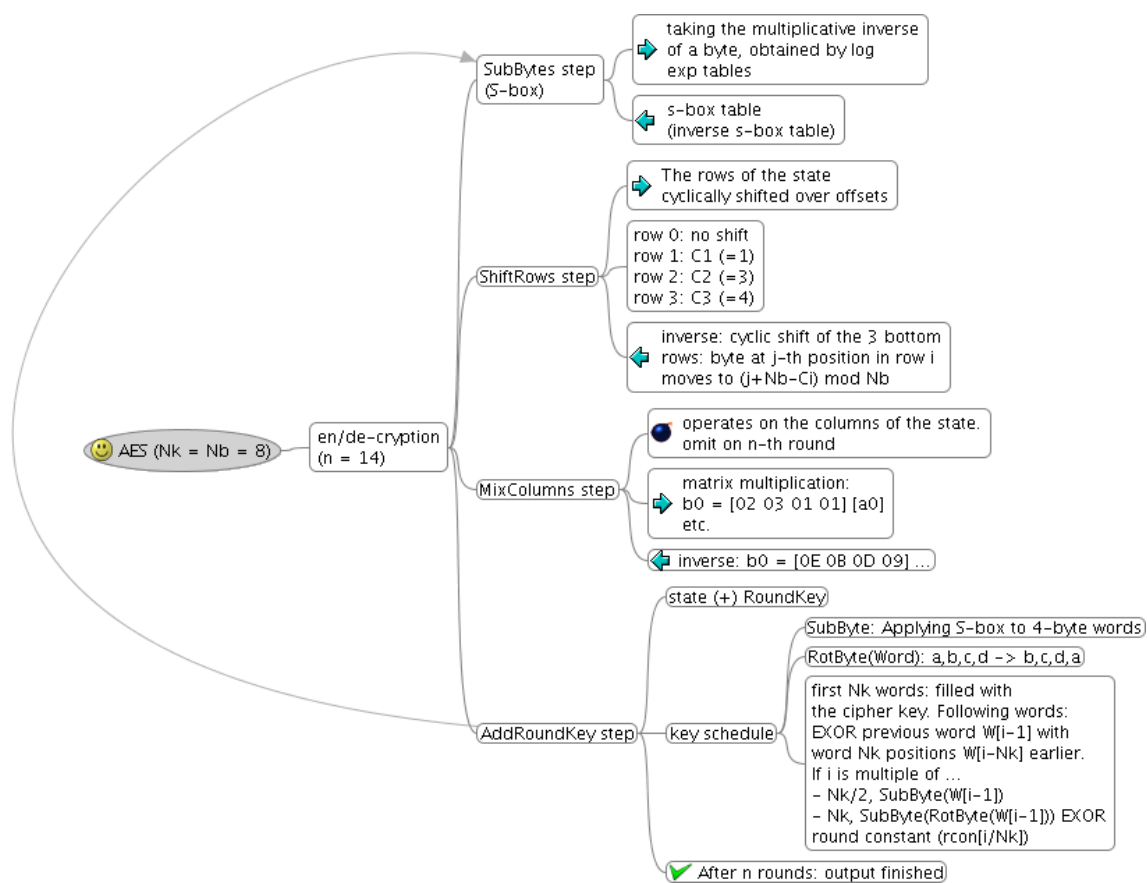 AES (Nk = Nb = 8)
en/de-cryption
(n = 14)
SubBytes step
(S-box)
taking the multiplicative inverse
of a byte, obtained by log
exp tables
s-box table
(inverse s-box table)
ShiftRows step
The rows of the state
cyclically shifted over offsets
row 0: no shift
row 1: C1 (=1)
row 2: C2 (=3)
row 3: C3 (=4)
inverse: cyclic shift of the 3 bottom
rows: byte at j-th position in row i
moves to (j+Nb-Ci) mod Nb
MixColumns step
operates on the columns of the state.
omit on n-th round
matrix multiplication:
b0 = [02 03 01 01] [a0]
etc.
inverse: b0 = [0E 0B 0D 09] ...
AddRoundKey step
state (+) RoundKey
key schedule
SubByte: Applying S-box to 4-byte words
RotByte(Word): a,b,c,d -> b,c,d,a
first Nk words: filled with
the cipher key. Following words:
EXOR previous word W[i-1] with
word Nk positions W[i-Nk] earlier.
If i is multiple of ...
- Nk/2, SubByte(W[i-1])
- Nk, SubByte(RotByte(W[i-1])) EXOR
round constant (rcon[i/Nk])
After n rounds: output finished